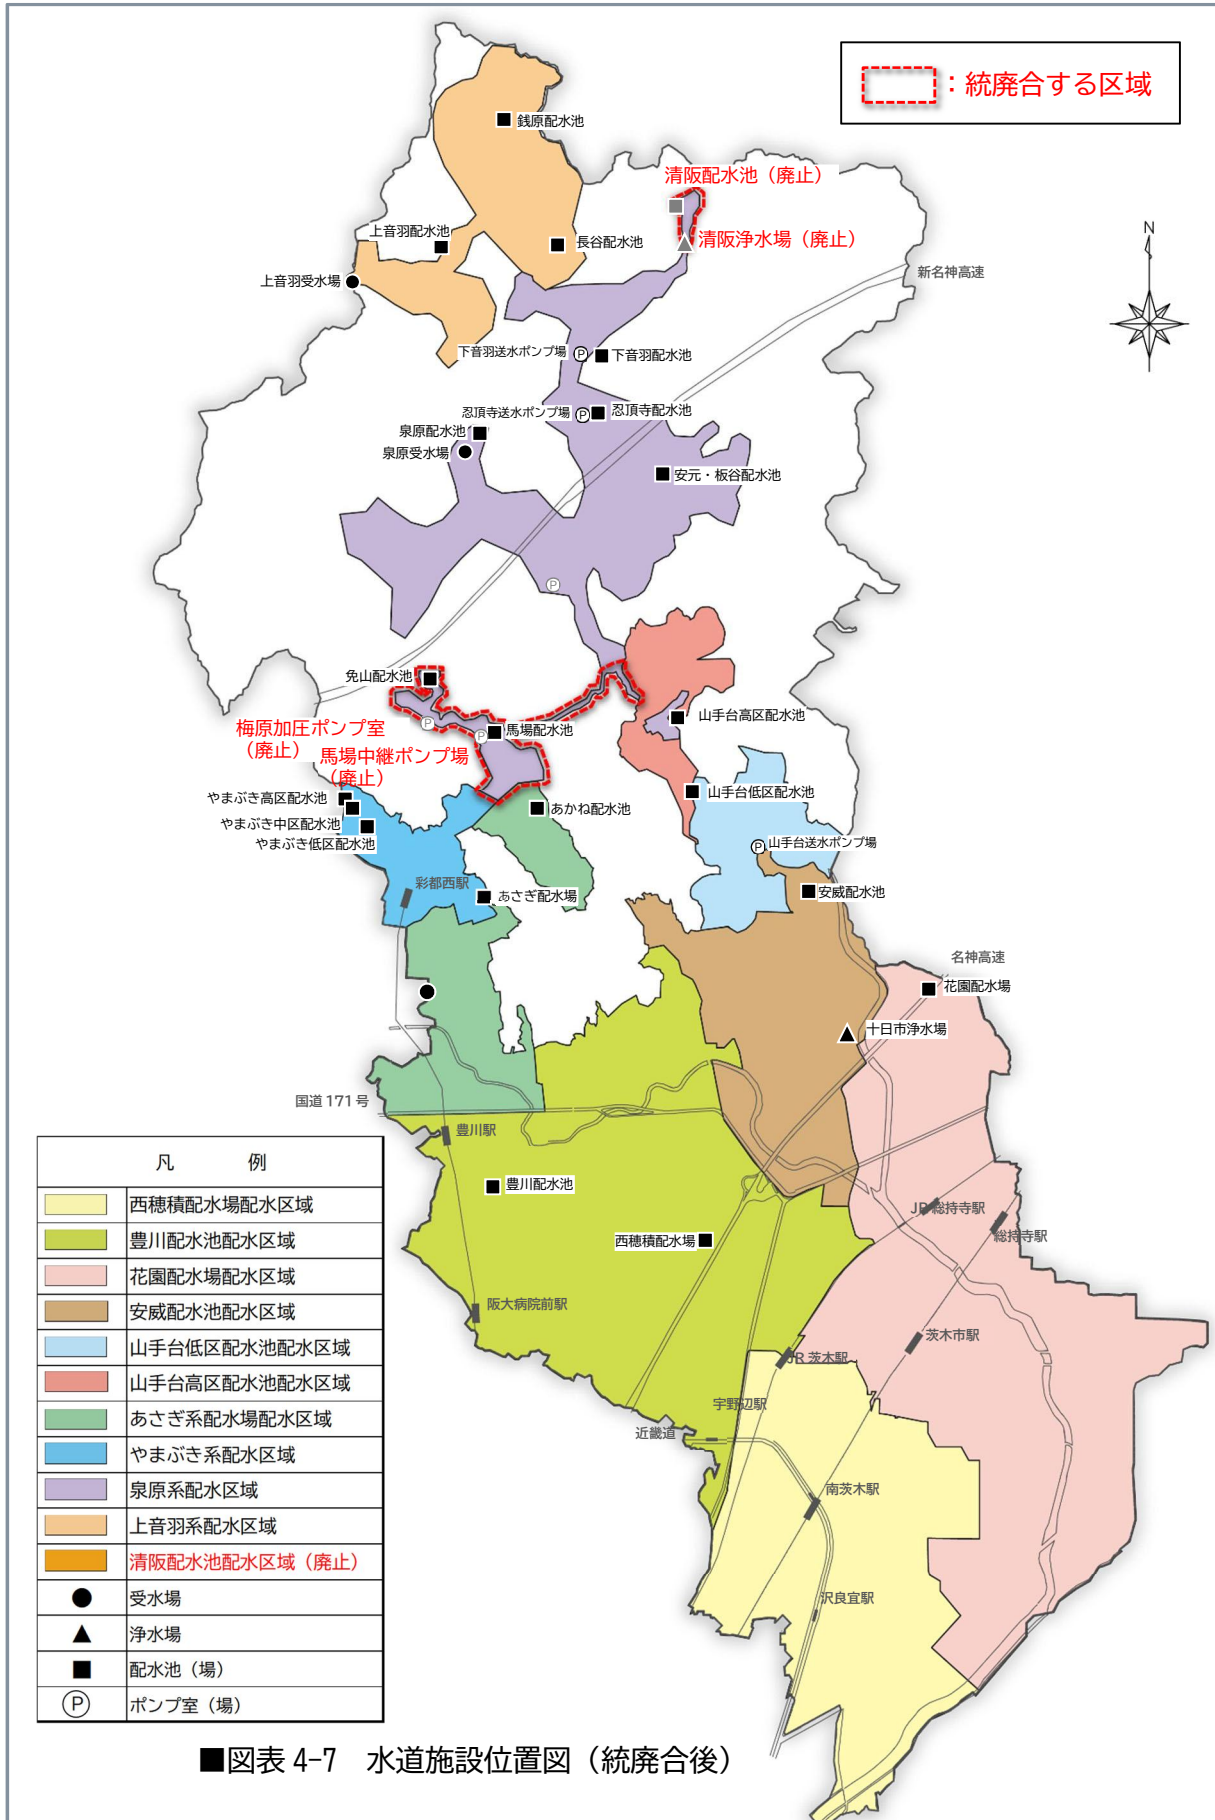 ：統廃合する区域
銭原配水池
清阪配水池（廃止）
上音羽配水池
長谷配水池
清阪浄水場（廃止）
N
上音羽受水場
新名神高速
下音羽送水ポンプ場
P
下音羽配水池
忍頂寺送水ポンプ場
P
忍頂寺配水池
泉原配水池
泉原受水場
安元・板谷配水池
P
免山配水池
山手台高区配水池
梅原加圧ポンプ室
（廃止）
P
P
馬場配水池
馬場中継ポンプ場
（廃止）
山手台低区配水池
やまぶき高区配水池
あかね配水池
やまぶき中区配水池
やまぶき低区配水池
P
山手台送水ポンプ場
彩都西駅
あさぎ配水場
安威配水池
名神高速
花園配水場
十日市浄水場
国道171号
豊川駅
豊川配水池
JR 総持寺駅
総持寺駅
西穂積配水場
阪大病院前駅
茨木市駅
JR 茨木駅
宇野辺駅
近畿道
南茨木駅
沢良宜駅
凡　例
西穂積配水場配水区域
豊川配水池配水区域
花園配水場配水区域
安威配水池配水区域
山手台低区配水池配水区域
山手台高区配水池配水区域
あさぎ系配水場配水区域
やまぶき系配水区域
泉原系配水区域
上音羽系配水区域
清阪配水池配水区域（廃止）
受水場
浄水場
配水池（場）
P ポンプ室（場）
■図表 4-7　水道施設位置図（統廃合後）